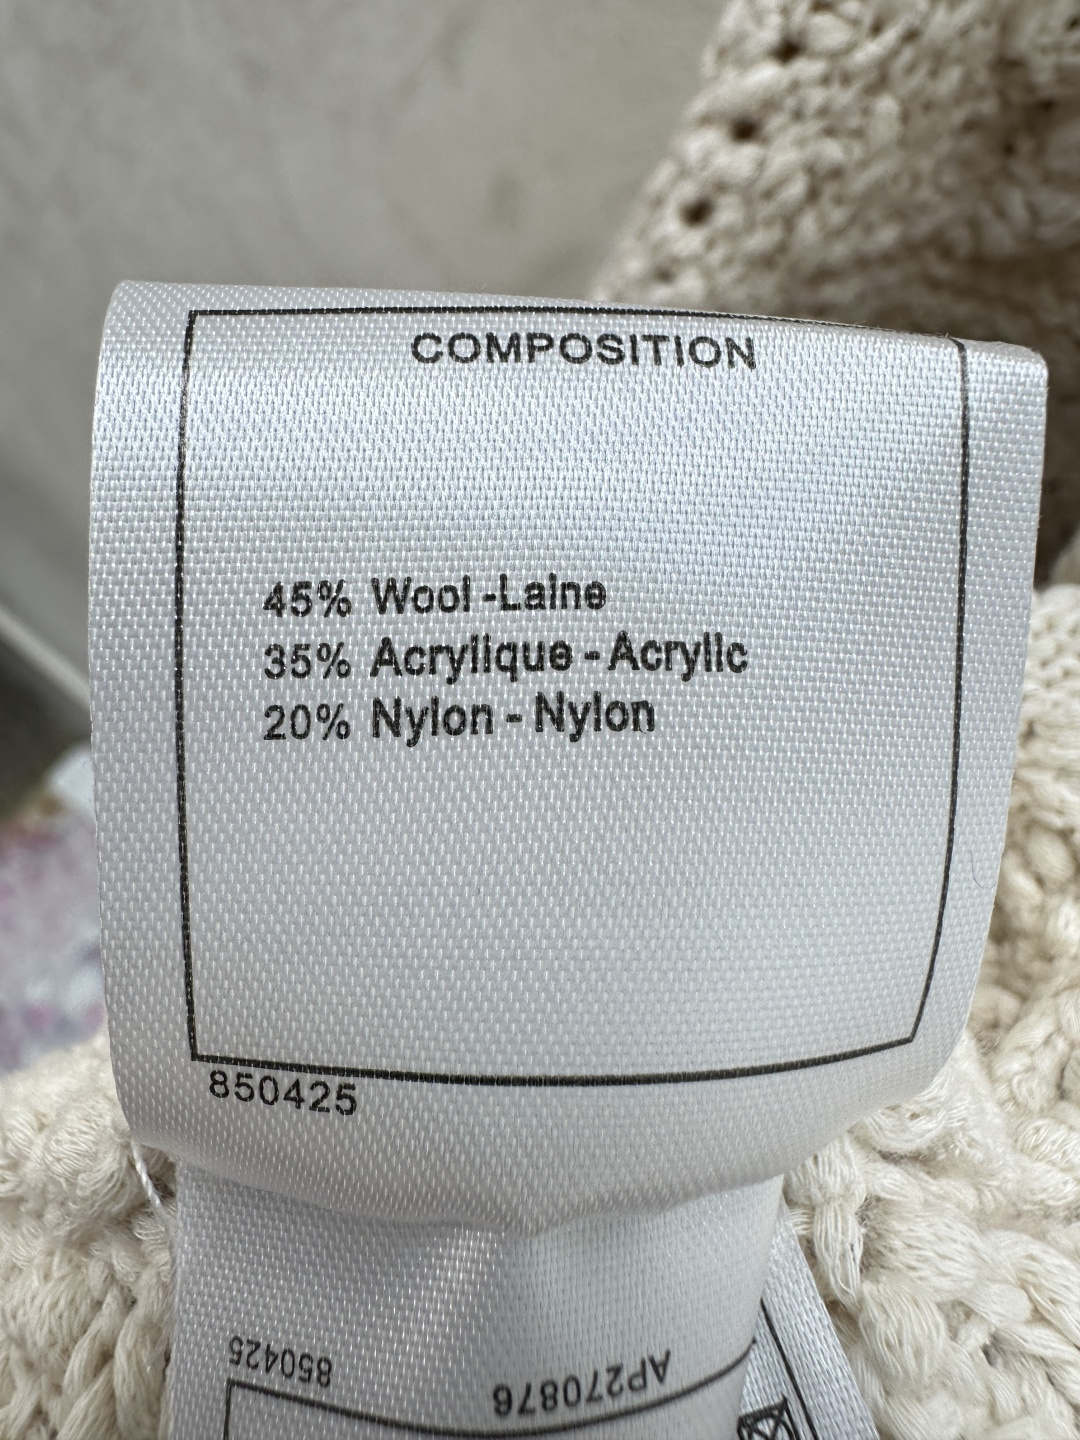 COMPOSITION
45% Wool -Laine
35% Acrylique - Acrylic
20% Nylon - Nylon
850425
850425
AP270876